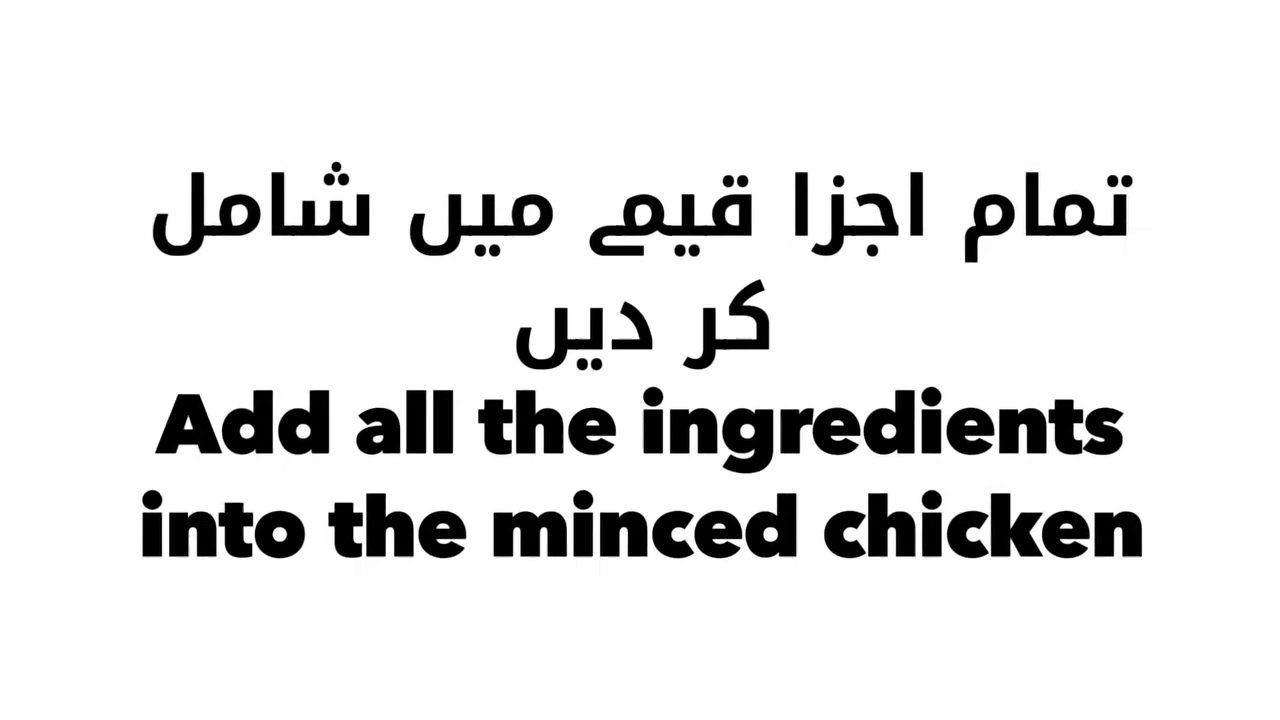 تمام اجزا قیمے میں شامل
کر دیں
Add all the ingredients
into the minced chicken